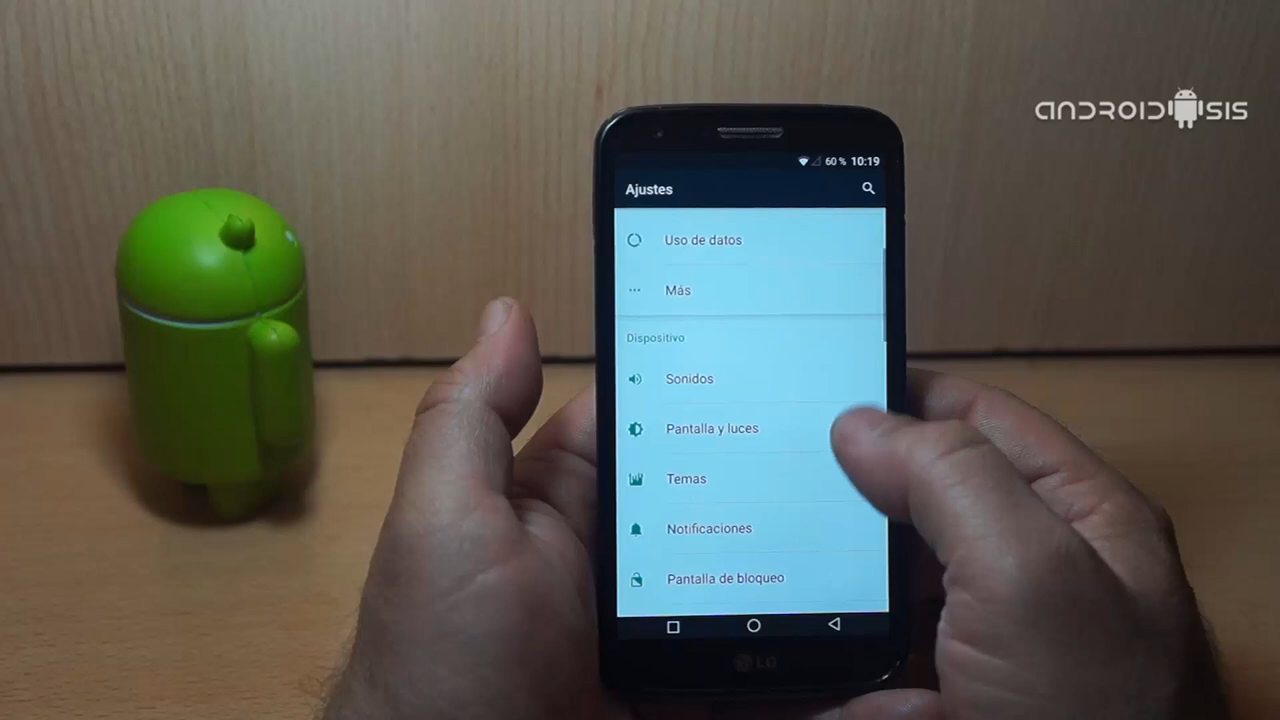 ANDROIDSIS
60 % 10:19
Ajustes
Uso de datos
Más
Dispositivo
Sonidos
Pantalla y luces
Temas
Notificaciones
Pantalla de bloqueo
LG